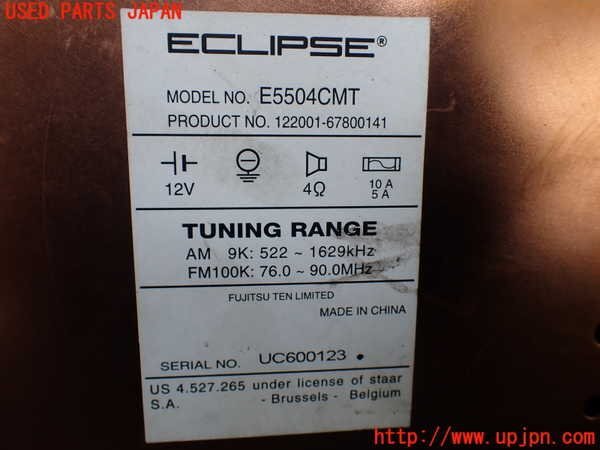 USED PARTS JAPAN
ECLIPSE®
MODEL NO. E5504CMT
PRODUCT NO. 122001-67800141
12V 4Ω 10 A
5 A
TUNING RANGE
AM 9K: 522 ~ 1629kHz
FM100K: 76.0 ~ 90.0MHz
FUJITSU TEN LIMITED
MADE IN CHINA
SERIAL NO. UC600123
US 4.527.265 under license of staar
S.A. - Brussels - Belgium
http://www.upjpn.com